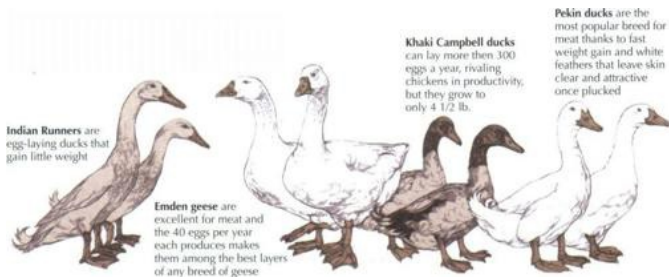 Indian Runners are
egg-laying ducks that
gain little weight
Emden geese are
excellent for meat and
the 40 eggs per year
each produces makes
them among the best layers
of any breed of geese
Khaki Campbell ducks
can lay more then 300
eggs a year, rivaling
chickens in productivity,
but they grow to
only 4 1/2 lb.
Pekin ducks are the
most popular breed for
meat thanks to fast
weight gain and white
feathers that leave skin
clear and attractive
once plucked